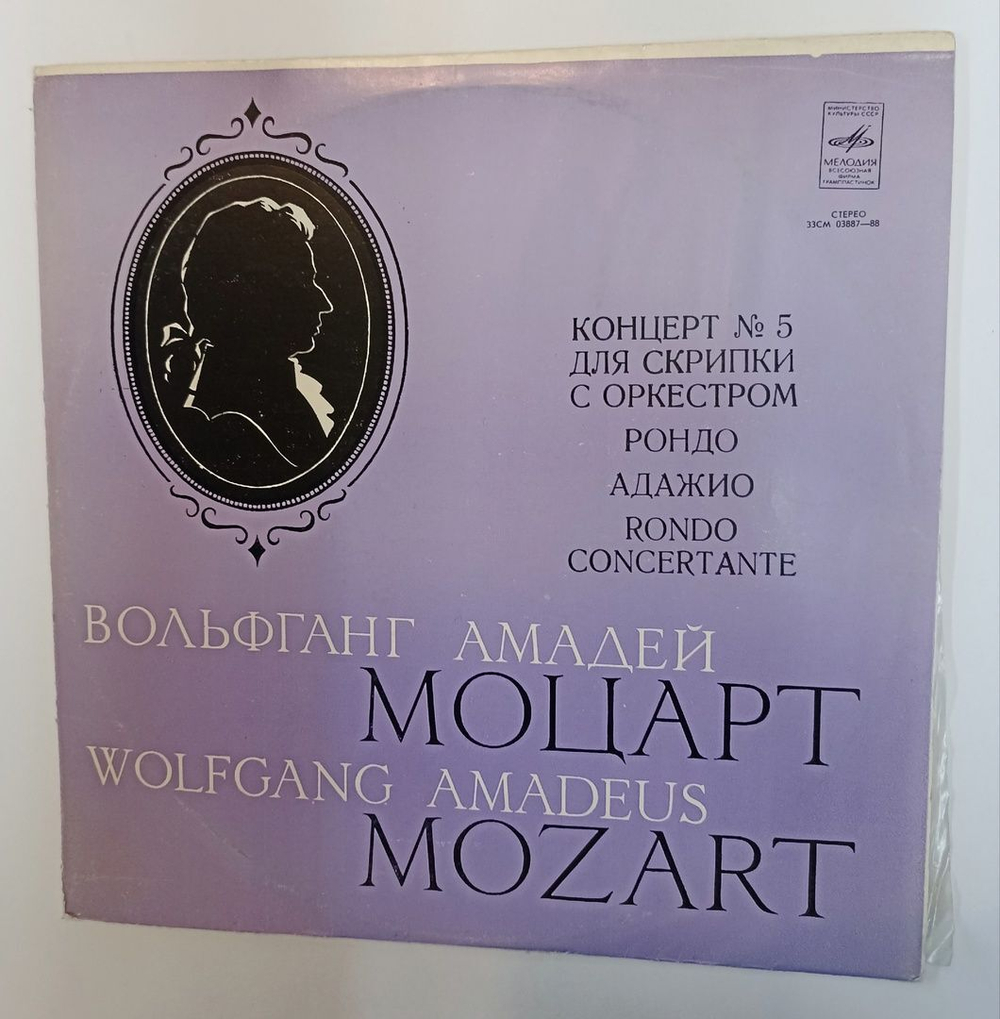 МИНИСТЕРСТВО
КУЛЬТУРЫ СССР
МЕЛОДИЯ
ВСЕСОЮЗНАЯ
ФИРМА
ГРАМПЛАСТИНОК
СТЕРЕО
33СМ 03887—88
КОНЦЕРТ № 5
ДЛЯ СКРИПКИ
С ОРКЕСТРОМ
РОНДО
АДАЖИО
RONDO
CONCERTANTE
ВОЛЬФГАНГ АМАДЕЙ
МОЦАРТ
WOLFGANG AMADEUS
MOZART